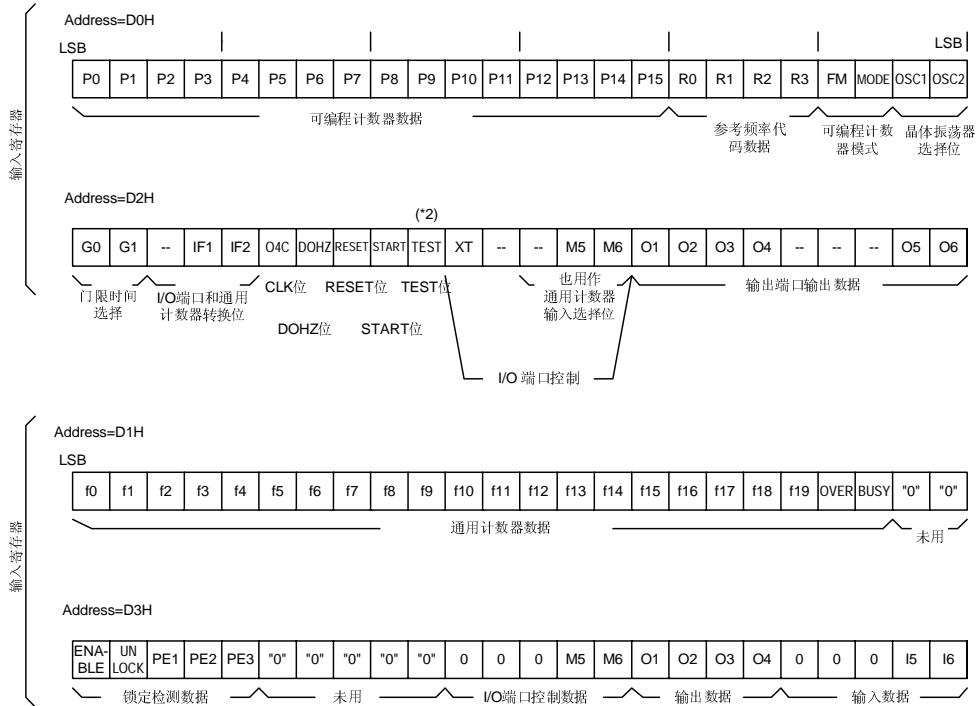 Address=D0H
LSB LSB
P0 P1 P2 P3 P4 P5 P6 P7 P8 P9 P10 P11 P12 P13 P14 P15 R0 R1 R2 R3 FM MODE OSC1 OSC2
可编程计数器数据
参考频率代
码数据
可编程计数
器模式
晶体振荡器
选择位
输入寄存器
Address=D2H
(*2)
G0 G1 -- IF1 IF2 O4C DOHZ RESET START TEST XT -- -- M5 M6 O1 O2 O3 O4 -- -- -- O5 O6
门限时间
选择
I/O端口和通用
计数器转换位
CLK位 RESET位 TEST位
DOHZ位 START位
也用作
通用计数器
输入选择位
输出端口输出数据
I/O 端口控制
Address=D1H
LSB
f0 f1 f2 f3 f4 f5 f6 f7 f8 f9 f10 f11 f12 f13 f14 f15 f16 f17 f18 f19 OVER BUSY "0" "0"
通用计数器数据
未用
输入寄存器
Address=D3H
ENA-
BLE
UN
LOCK
PE1 PE2 PE3 "0" "0" "0" "0" "0" 0 0 0 M5 M6 O1 O2 O3 O4 0 0 0 I5 I6
锁定检测数据 未用 I/O端口控制数据 输出数据 输入数据